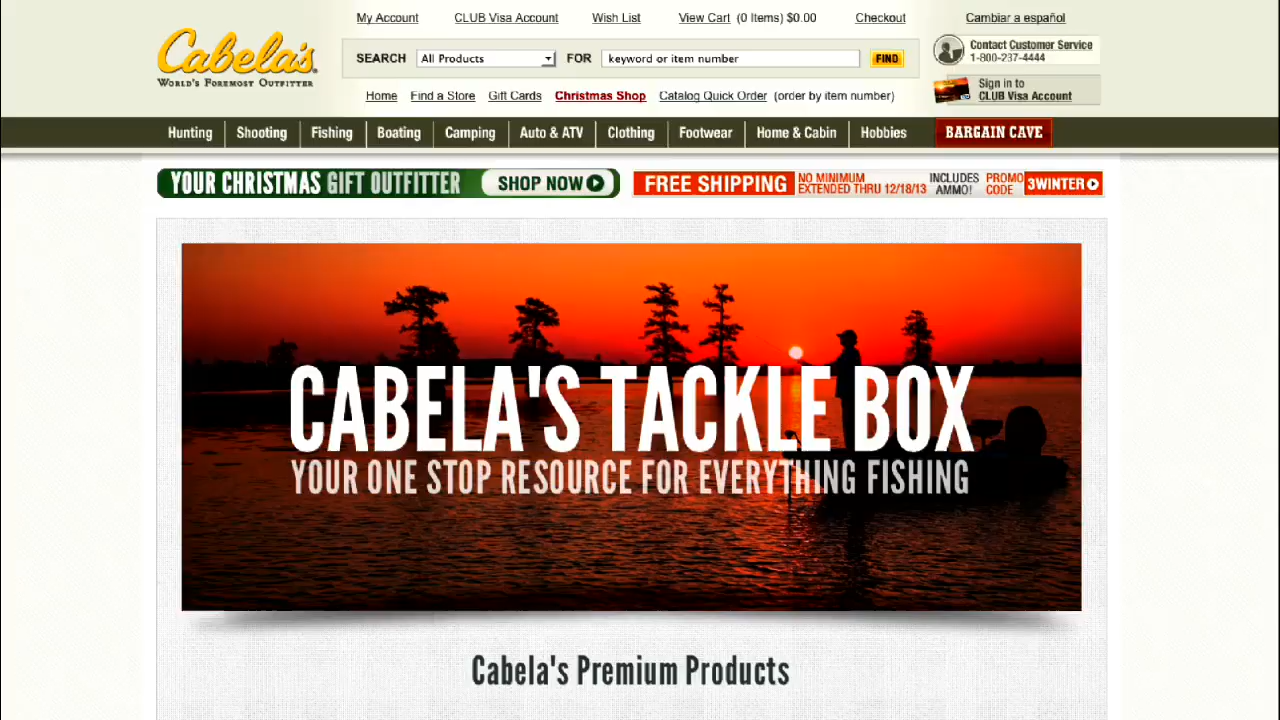 My Account CLUB Visa Account Wish List View Cart (0 Items) $0.00 Checkout Cambiar a español
Cabela's
WORLD'S FOREMOST OUTFITTER
SEARCH All Products FOR keyword or item number FIND
Contact Customer Service
1-800-237-4444
Sign in to
CLUB Visa Account
Home Find a Store Gift Cards Christmas Shop Catalog Quick Order (order by item number)
Hunting Shooting Fishing Boating Camping Auto & ATV Clothing Footwear Home & Cabin Hobbies BARGAIN CAVE
YOUR CHRISTMAS GIFT OUTFITTER SHOP NOW
FREE SHIPPING NO MINIMUM
EXTENDED THRU 12/18/13
INCLUDES
AMMO!
PROMO
CODE
3WINTER
CABELA'S TACKLE BOX
YOUR ONE STOP RESOURCE FOR EVERYTHING FISHING
Cabela's Premium Products